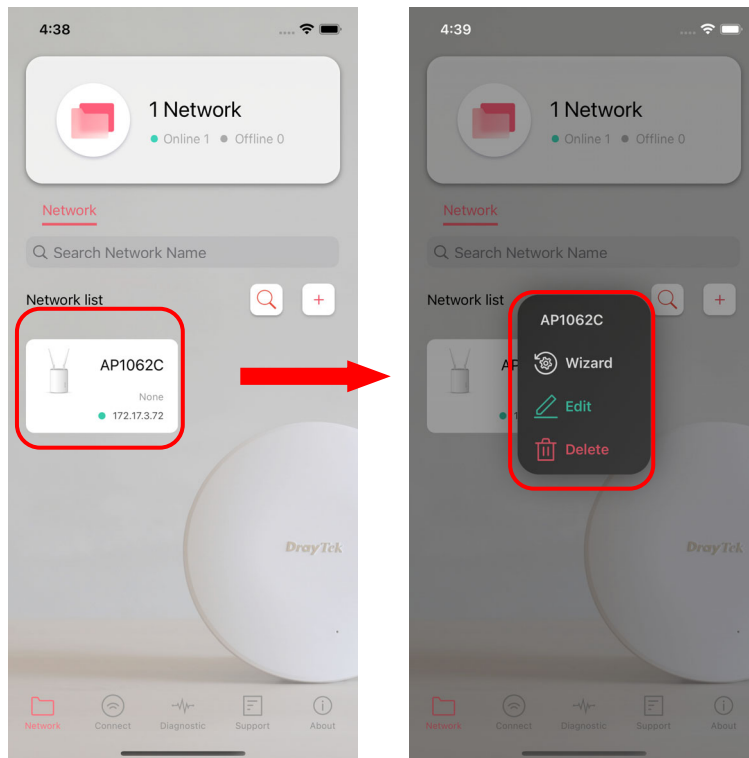 4:38
1 Network
Online 1 Offline 0
Network
Search Network Name
Network list
+
AP1062C
None
172.17.3.72
DrayTek
Network Connect Diagnostic Support About
4:39
1 Network
Online 1 Offline 0
Network
Search Network Name
Network list
+
AP1062C
Wizard
Edit
Delete
DrayTek
Network Connect Diagnostic Support About